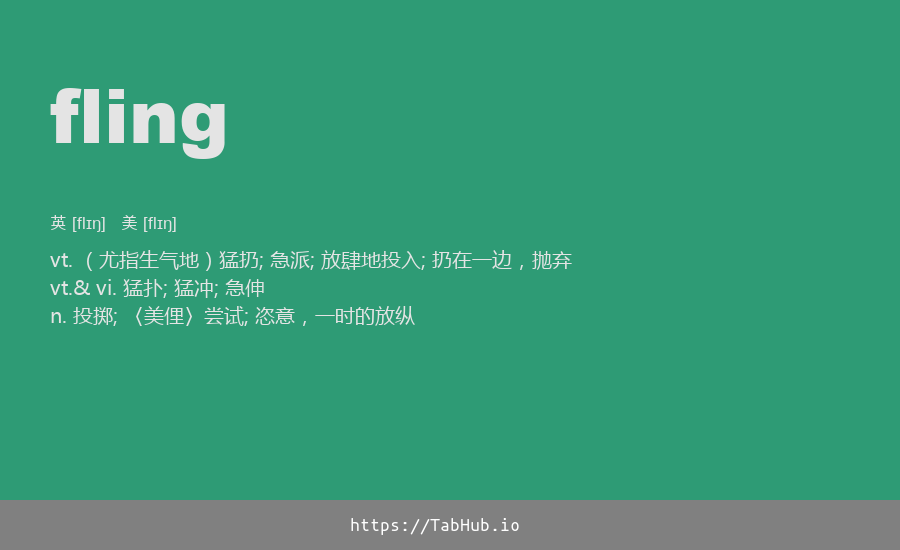 fling
英 [flɪŋ] 美 [flɪŋ]
vt. （尤指生气地）猛扔; 急派; 放肆地投入; 扔在一边，抛弃
vt.& vi. 猛扑; 猛冲; 急伸
n. 投掷; 〈美俚〉尝试; 恣意，一时的放纵
https://TabHub.io